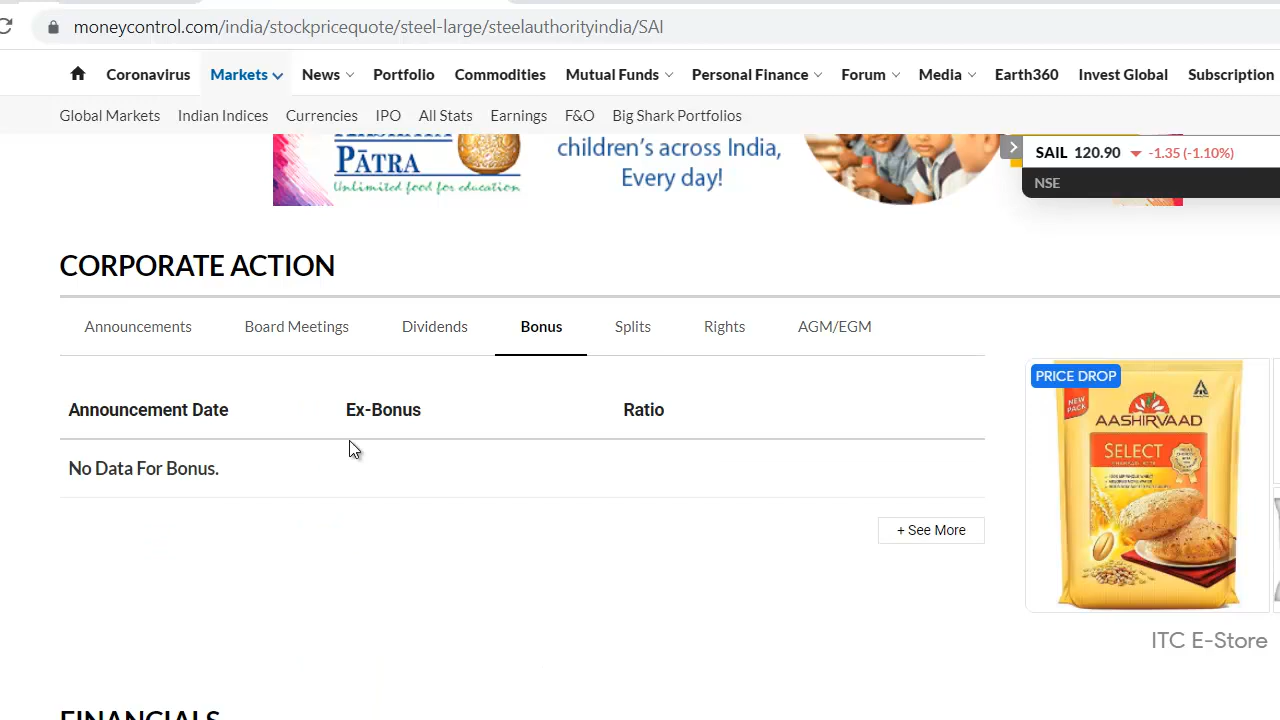 moneycontrol.com/india/stockpricequote/steel-large/steelauthorityindia/SAI
Coronavirus Markets News Portfolio Commodities Mutual Funds Personal Finance Forum Media Earth360 Invest Global Subscription
Global Markets Indian Indices Currencies IPO All Stats Earnings F&O Big Shark Portfolios
PĀTRA
Unlimited food for education
children's across India,
Every day!
SAIL 120.90 -1.35 (-1.10%)
NSE
CORPORATE ACTION
Announcements Board Meetings Dividends Bonus Splits Rights AGM/EGM
Announcement Date Ex-Bonus Ratio
No Data For Bonus.
+ See More
PRICE DROP
NEW
PACK
AASHIRVAAD
SELECT
ITC E-Store
FINANCIALS